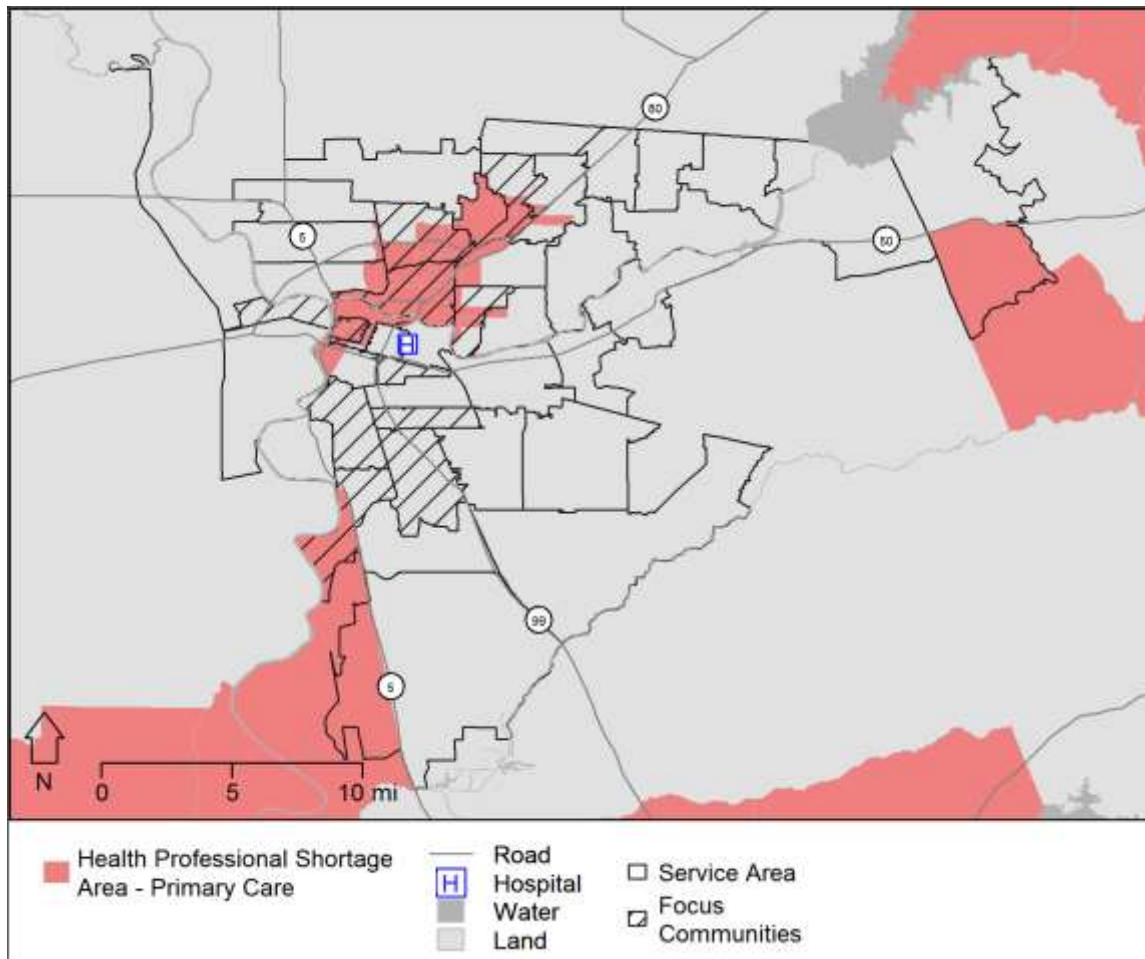 80
5
50
H
99
5
N
0 5 10 mi
Health Professional Shortage
Area - Primary Care
Road
H Hospital
Water
Land
Service Area
Focus
Communities